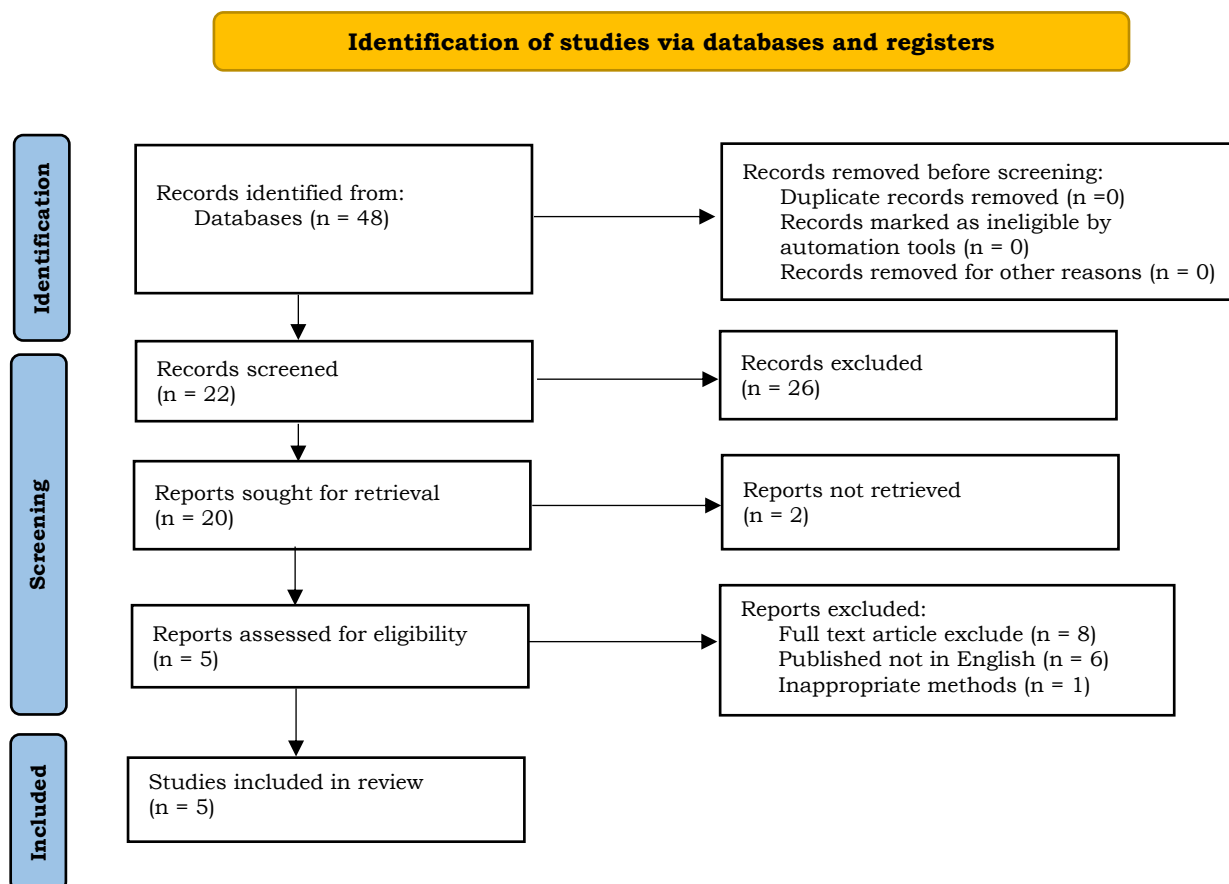 Identification of studies via databases and registers
Identification
Records identified from:
Databases (n = 48)
Records removed before screening:
Duplicate records removed (n =0)
Records marked as ineligible by
automation tools (n = 0)
Records removed for other reasons (n = 0)
Screening
Records screened
(n = 22)
Records excluded
(n = 26)
Reports sought for retrieval
(n = 20)
Reports not retrieved
(n = 2)
Reports assessed for eligibility
(n = 5)
Reports excluded:
Full text article exclude (n = 8)
Published not in English (n = 6)
Inappropriate methods (n = 1)
Included
Studies included in review
(n = 5)